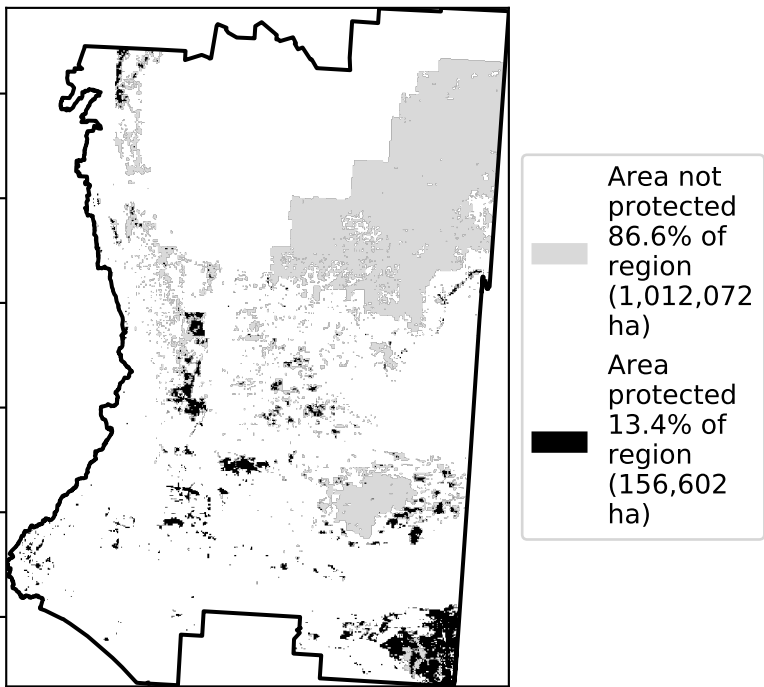 Area not
protected
86.6% of
region
(1,012,072
ha)
Area
protected
13.4% of
region
(156,602
ha)